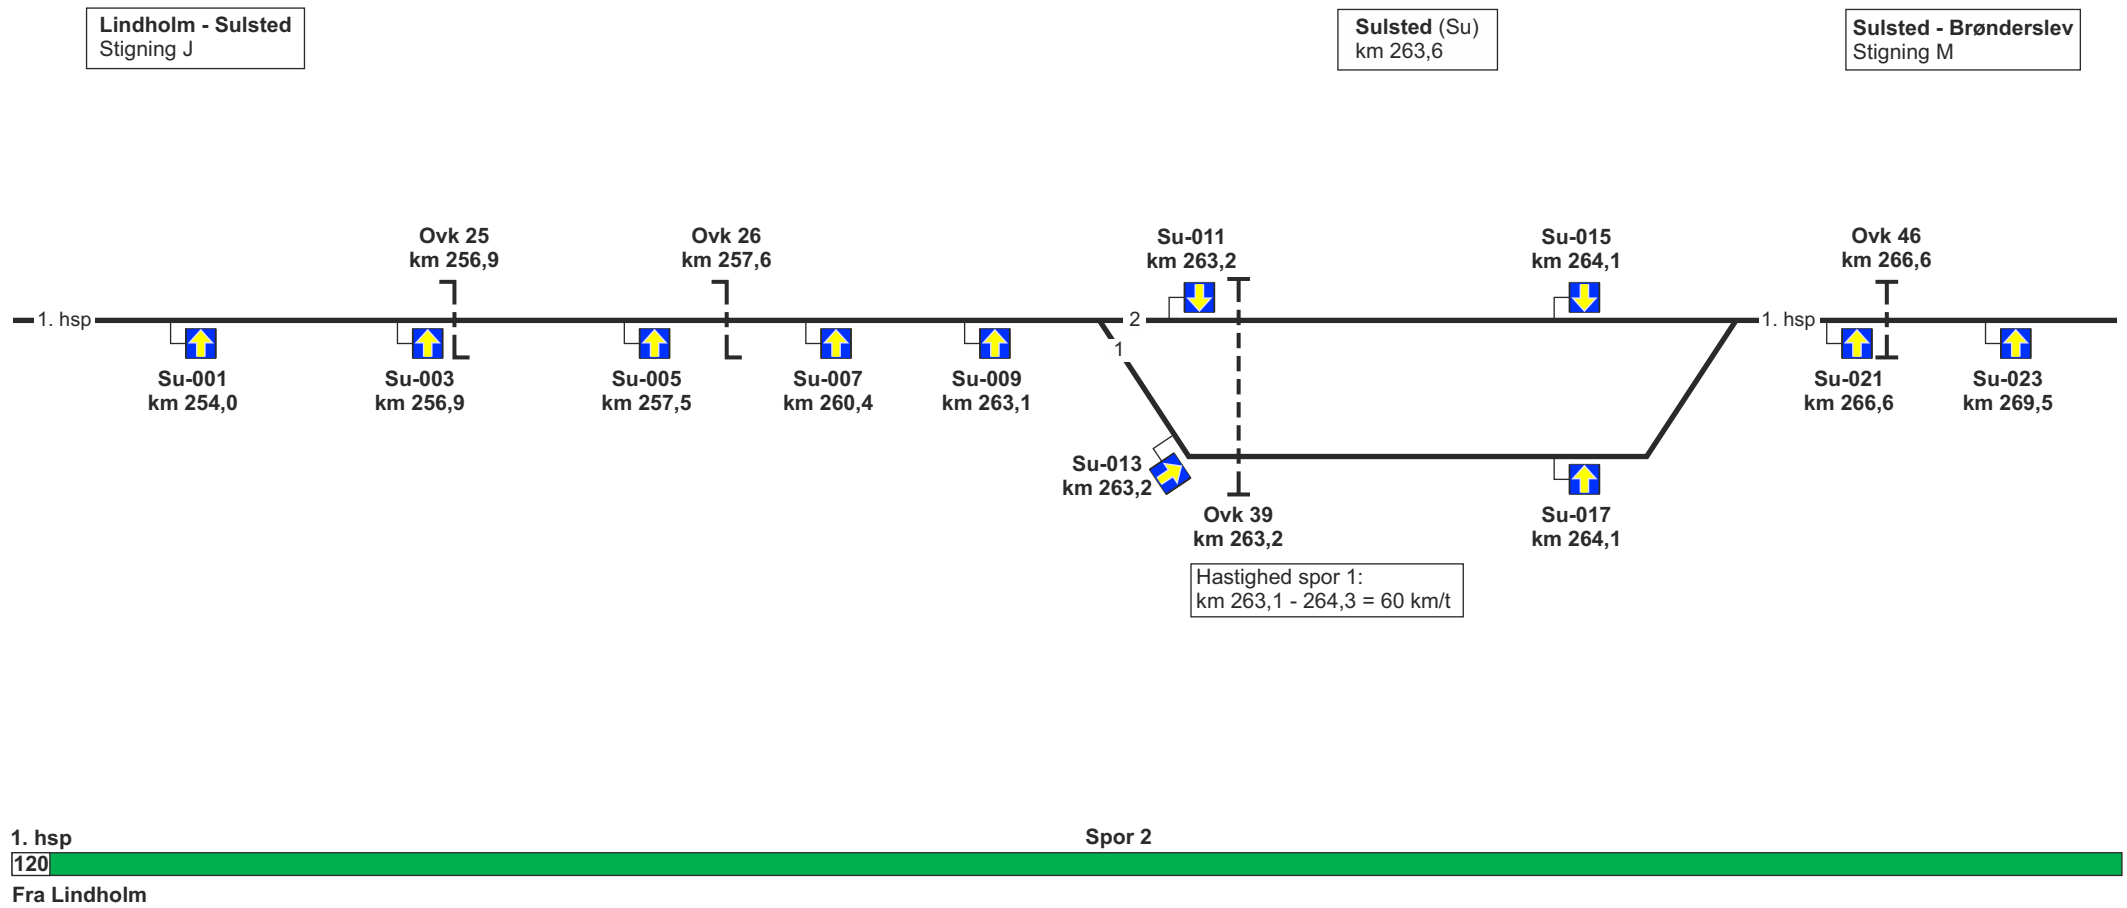 Lindholm - Sulsted
Stigning J
Sulsted (Su)
km 263,6
Sulsted - Brønderslev
Stigning M
Ovk 25
km 256,9
Ovk 26
km 257,6
Su-011
km 263,2
Su-015
km 264,1
Ovk 46
km 266,6
1. hsp
2
1. hsp
1
Su-001
km 254,0
Su-003
km 256,9
Su-005
km 257,5
Su-007
km 260,4
Su-009
km 263,1
Su-021
km 266,6
Su-023
km 269,5
Su-013
km 263,2
Ovk 39
km 263,2
Su-017
km 264,1
Hastighed spor 1:
km 263,1 - 264,3 = 60 km/t
1. hsp
Spor 2
120
Fra Lindholm